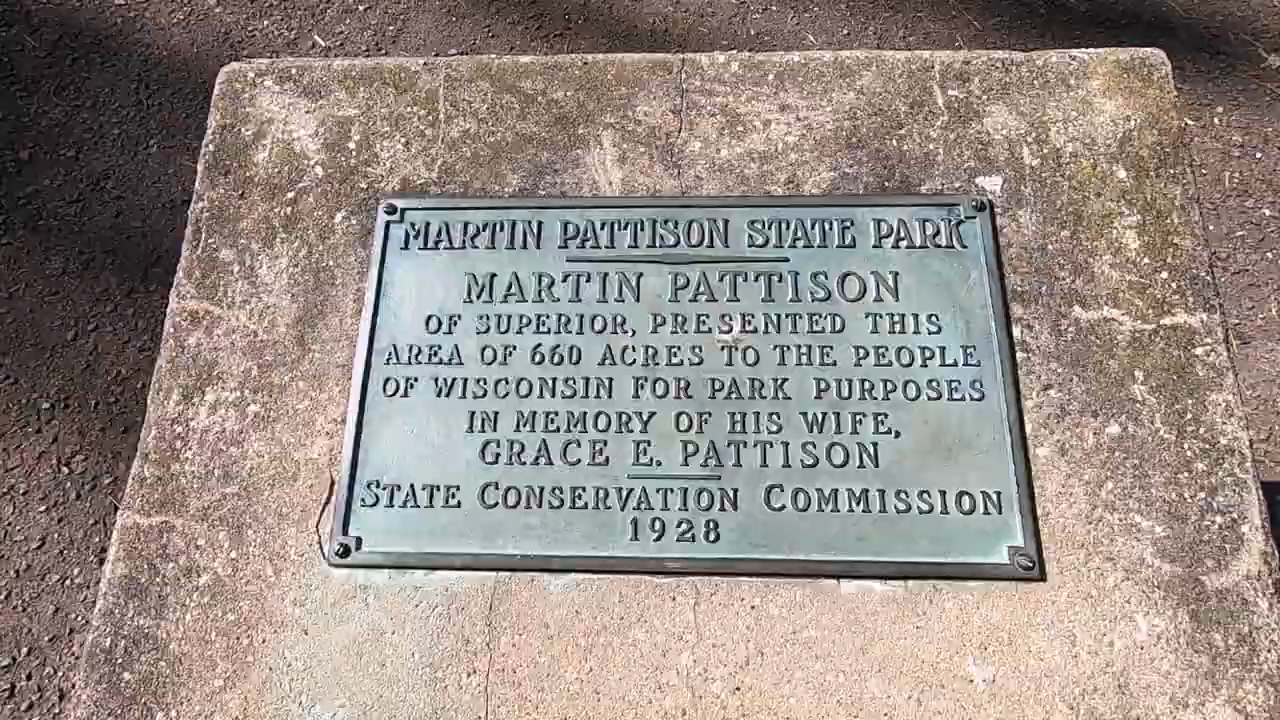 MARTIN PATTISON STATE PARK
MARTIN PATTISON
OF SUPERIOR, PRESENTED THIS
AREA OF 660 ACRES TO THE PEOPLE
OF WISCONSIN FOR PARK PURPOSES
IN MEMORY OF HIS WIFE,
GRACE E. PATTISON
STATE CONSERVATION COMMISSION
1928